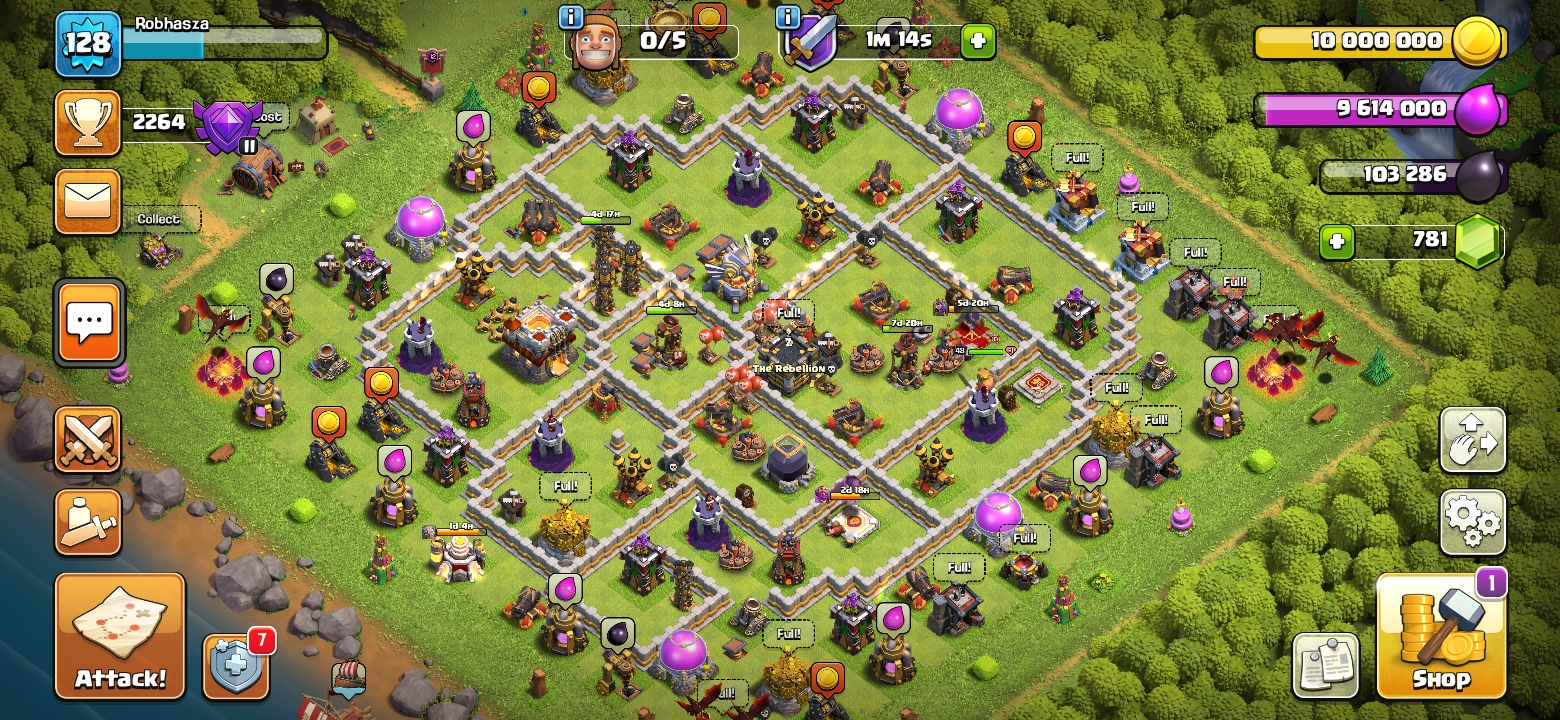 128
Robhasza
0/5
1M 14s
10 000 000
2264
9 614 000
103 286
781
Full!
Full!
Collect
4d 17H
Full!
Full!
4d 8H
Full!
5d 20H
7d 20H
48
The Rebellion
Full!
Full!
Full!
2d 18H
1d 4H
Full!
Full!
1
7
Full!
Attack!
Shop